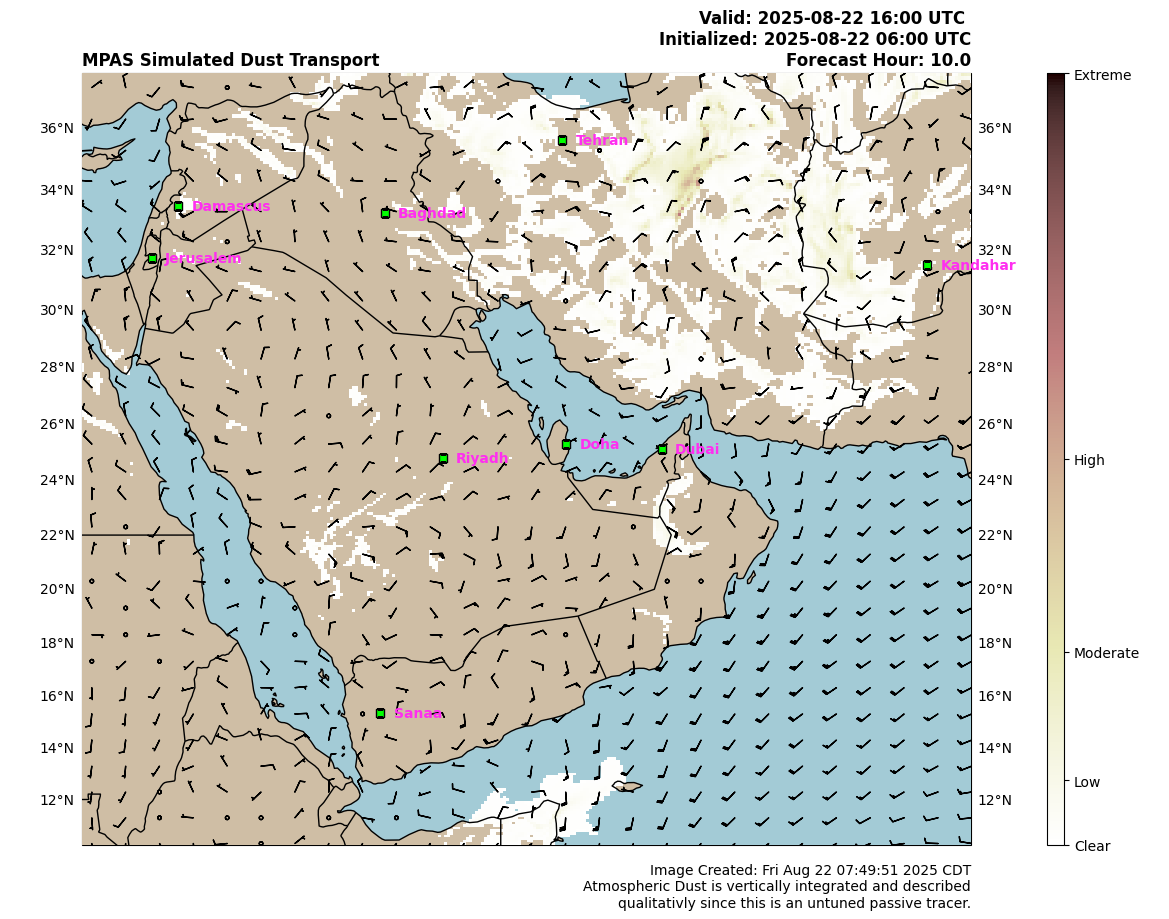 Valid: 2025-08-22 16:00 UTC
Initialized: 2025-08-22 06:00 UTC
MPAS Simulated Dust Transport
Forecast Hour: 10.0
Extreme
36°N
Tehran
36°N
34°N
34°N
Damascus
Baghdad
32°N
Jerusalem
32°N
Kandahar
30°N
30°N
28°N
28°N
26°N
26°N
Doha
Dubai
Riyadh
High
24°N
24°N
22°N
22°N
20°N
20°N
18°N
18°N
Moderate
16°N
16°N
Sanaa
14°N
14°N
Low
12°N
12°N
Clear
Image Created: Fri Aug 22 07:49:51 2025 CDT
Atmospheric Dust is vertically integrated and described
qualitativly since this is an untuned passive tracer.